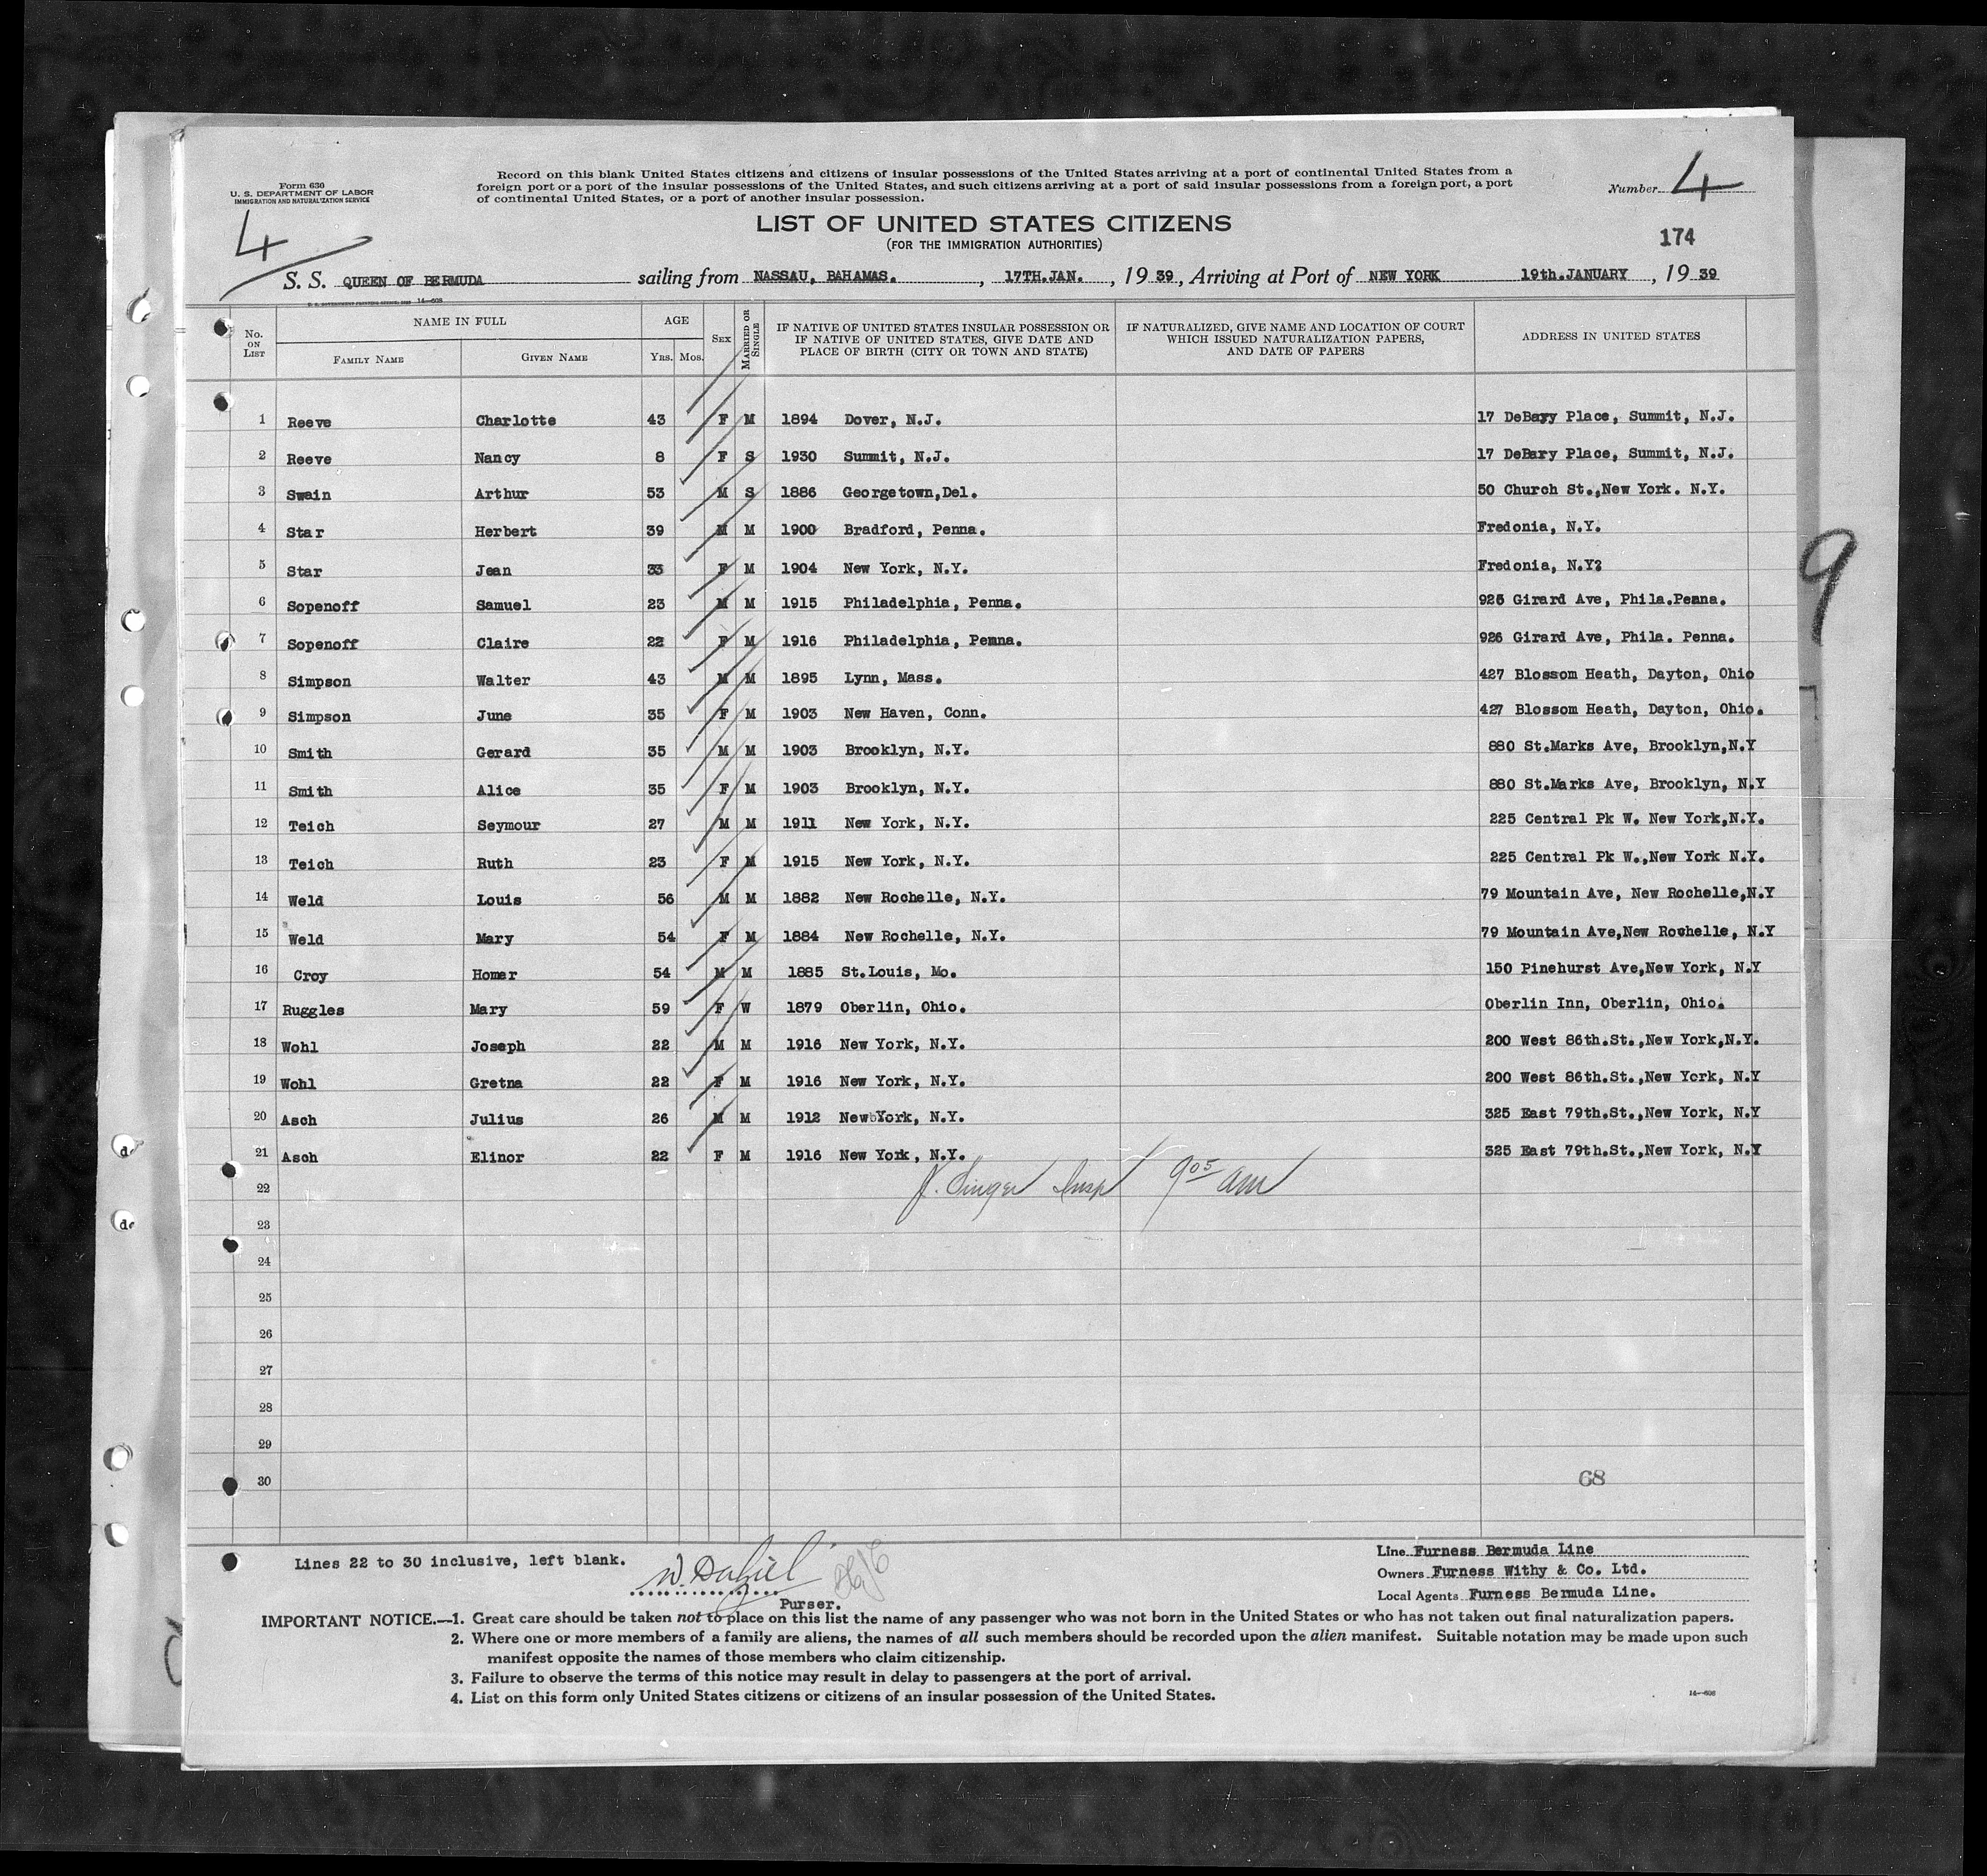 Form 630
U. S. DEPARTMENT OF LABOR
IMMIGRATION AND NATURALIZATION SERVICE
Record on this blank United States citizens and citizens of insular possessions of the United States arriving at a port of continental United States from a
foreign port or a port of the insular possessions of the United States, and such citizens arriving at a port of said insular possessions from a foreign port, a port
of continental United States, or a port of another insular possession.
Number 4
4
LIST OF UNITED STATES CITIZENS
(FOR THE IMMIGRATION AUTHORITIES)
174
S. S. QUEEN OF BERMUDA sailing from NASSAU, BAHAMAS. , 17TH.JAN. , 19 39, Arriving at Port of NEW YORK 19th.JANUARY , 19 39
14—608
No. ON LIST
NAME IN FULL
FAMILY NAME GIVEN NAME
AGE
YRS. MOS.
SEX
MARRIED OR SINGLE
IF NATIVE OF UNITED STATES INSULAR POSSESSION OR
IF NATIVE OF UNITED STATES, GIVE DATE AND
PLACE OF BIRTH (CITY OR TOWN AND STATE)
IF NATURALIZED, GIVE NAME AND LOCATION OF COURT
WHICH ISSUED NATURALIZATION PAPERS,
AND DATE OF PAPERS
ADDRESS IN UNITED STATES
1 Reeve Charlotte 43 F M 1894 Dover, N.J. 17 DeBary Place, Summit, N.J.
2 Reeve Nancy 8 F S 1930 Summit, N.J. 17 DeBary Place, Summit, N.J.
3 Swain Arthur 53 M S 1886 Georgetown,Del. 50 Church St.,New York. N.Y.
4 Star Herbert 39 M M 1900 Bradford, Penna. Fredonia, N.Y.
5 Star Jean 33 F M 1904 New York, N.Y. Fredonia, N.Y?
6 Sopenoff Samuel 23 M M 1915 Philadelphia, Penna. 926 Girard Ave, Phila.Penna.
7 Sopenoff Claire 22 F M 1916 Philadelphia, Penna. 926 Girard Ave, Phila. Penna.
8 Simpson Walter 43 M M 1895 Lynn, Mass. 427 Blossom Heath, Dayton, Ohio
9 Simpson June 35 F M 1903 New Haven, Conn. 427 Blossom Heath, Dayton, Ohio.
10 Smith Gerard 35 M M 1903 Brooklyn, N.Y. 880 St.Marks Ave, Brooklyn,N.Y
11 Smith Alice 35 F M 1903 Brooklyn, N.Y. 880 St.Marks Ave, Brooklyn, N.Y
12 Teich Seymour 27 M M 1911 New York, N.Y. 225 Central Pk W. New York,N.Y.
13 Teich Ruth 23 F M 1915 New York, N.Y. 225 Central Pk W.,New York N.Y.
14 Weld Louis 56 M M 1882 New Rochelle, N.Y. 79 Mountain Ave, New Rochelle,N.Y
15 Weld Mary 54 F M 1884 New Rochelle, N.Y. 79 Mountain Ave,New Rochelle, N.Y
16 Croy Homer 54 M M 1885 St.Louis, Mo. 150 Pinehurst Ave,New York, N.Y
17 Ruggles Mary 59 F W 1879 Oberlin, Ohio. Oberlin Inn, Oberlin, Ohio.
18 Wohl Joseph 22 M M 1916 New York, N.Y. 200 West 86th.St.,New York,N.Y.
19 Wohl Gretna 22 F M 1916 New York, N.Y. 200 West 86th.St.,New York, N.Y
20 Asch Julius 26 M M 1912 New York, N.Y. 325 East 79th.St.,New York, N.Y
21 Asch Elinor 22 F M 1916 New York, N.Y. 325 East 79th.St.,New York, N.Y
22 J. Singer Insp 9 05 am
23
24
25
26
27
28
29
30 68
9
Lines 22 to 30 inclusive, left blank.
Purser.
Line Furness Bermuda Line
Owners Furness Withy & Co. Ltd.
Local Agents Furness Bermuda Line.
IMPORTANT NOTICE.—1. Great care should be taken not to place on this list the name of any passenger who was not born in the United States or who has not taken out final naturalization papers.
2. Where one or more members of a family are aliens, the names of all such members should be recorded upon the alien manifest. Suitable notation may be made upon such
manifest opposite the names of those members who claim citizenship.
3. Failure to observe the terms of this notice may result in delay to passengers at the port of arrival.
4. List on this form only United States citizens or citizens of an insular possession of the United States.
14—608